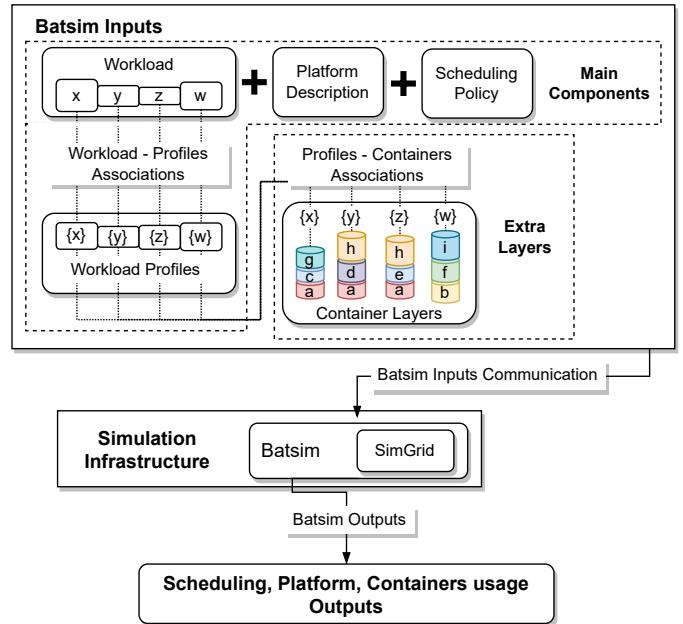 Batsim Inputs
Workload
x y z w
Platform
Description
Scheduling
Policy
Main
Components
Workload - Profiles
Associations
{x} {y} {z} {w}
Workload Profiles
Profiles - Containers
Associations
{x} {y} {z} {w}
g h h i
c d e f
a a a b
Container Layers
Extra
Layers
Batsim Inputs Communication
Simulation
Infrastructure
Batsim
SimGrid
Batsim Outputs
Scheduling, Platform, Containers usage
Outputs